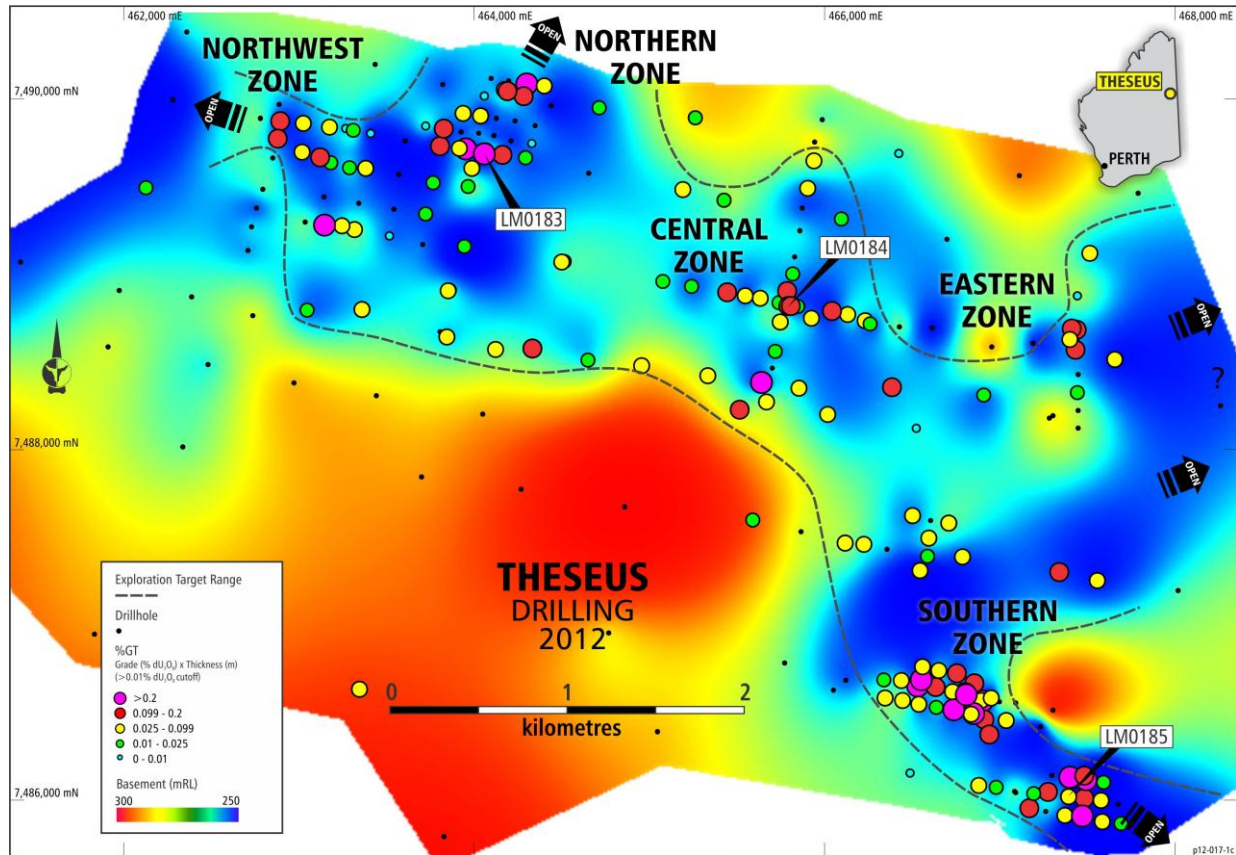 462,000 mE
464,000 mE
466,000 mE
468,000 mE
OPEN
NORTHWEST
ZONE
NORTHERN
ZONE
THESEUS
PERTH
7,490,000 mN
OPEN
LM0183
CENTRAL
ZONE
LM0184
EASTERN
ZONE
OPEN
?
7,488,000 mN
OPEN
THESEUS
DRILLING
2012
SOUTHERN
ZONE
Exploration Target Range
Drillhole
%GT
Grade (% dU₃O₈) x Thickness (m)
(>0.01% dU₃O₈ cutoff)
>0.2
0.099 - 0.2
0.025 - 0.099
0.01 - 0.025
0 - 0.01
Basement (mRL)
300 250
0 1 2
kilometres
LM0185
7,486,000 mN
OPEN
p12-017-1c